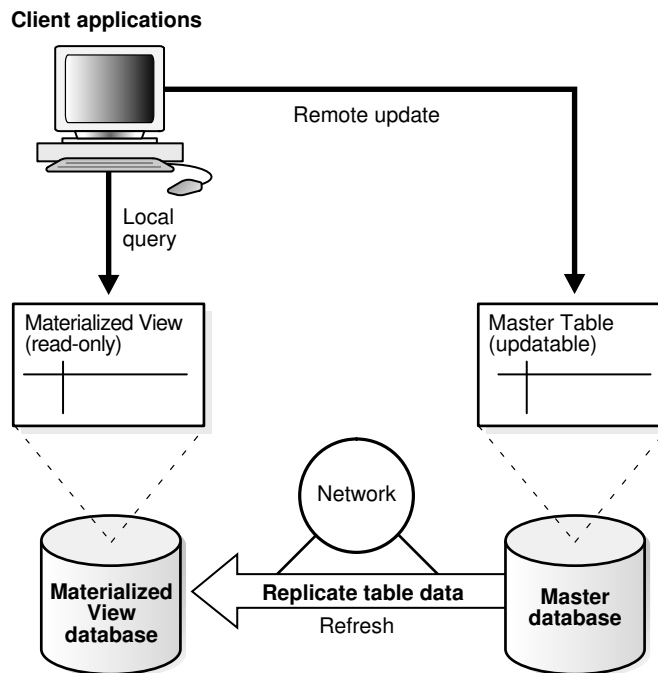 Client applications
Remote update
Local
query
Materialized View
(read-only)
Master Table
(updatable)
Network
Materialized
View
database
Replicate table data
Refresh
Master
database